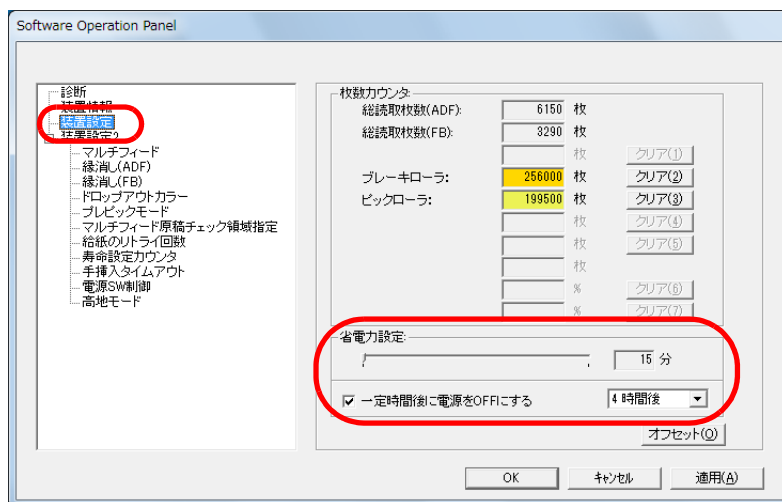 Software Operation Panel
診断
装置情報
装置設定
装置設定2
マルチフィード
縁消し(ADF)
縁消し(FB)
ドロップアウトカラー
プレピックモード
マルチフィード原稿チェック領域指定
給紙のリトライ回数
寿命設定カウンタ
手挿入タイムアウト
電源SW制御
高地モード
枚数カウンタ
総読取枚数(ADF): 6150 枚
総読取枚数(FB): 3290 枚
枚 クリア(1)
ブレーキローラ: 256000 枚 クリア(2)
ピックローラ: 199500 枚 クリア(3)
枚 クリア(4)
枚 クリア(5)
枚
% クリア(6)
% クリア(7)
省電力設定:
15 分
一定時間後に電源をOFFにする 4 時間後
オフセット(O)
OK キャンセル 適用(A)